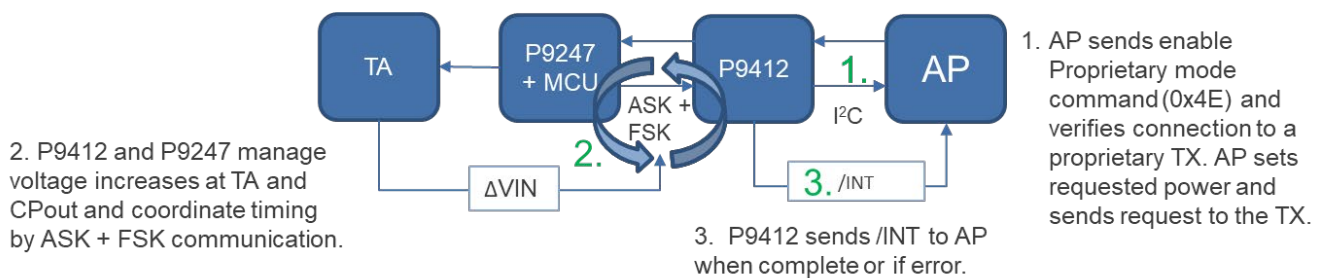 TA
P9247
+ MCU
P9412
AP
1.
I²C
ASK +
FSK
2.
ΔVIN
3. /INT
1. AP sends enable
Proprietary mode
command (0x4E) and
verifies connection to a
proprietary TX. AP sets
requested power and
sends request to the TX.
2. P9412 and P9247 manage
voltage increases at TA and
CPout and coordinate timing
by ASK + FSK communication.
3. P9412 sends /INT to AP
when complete or if error.